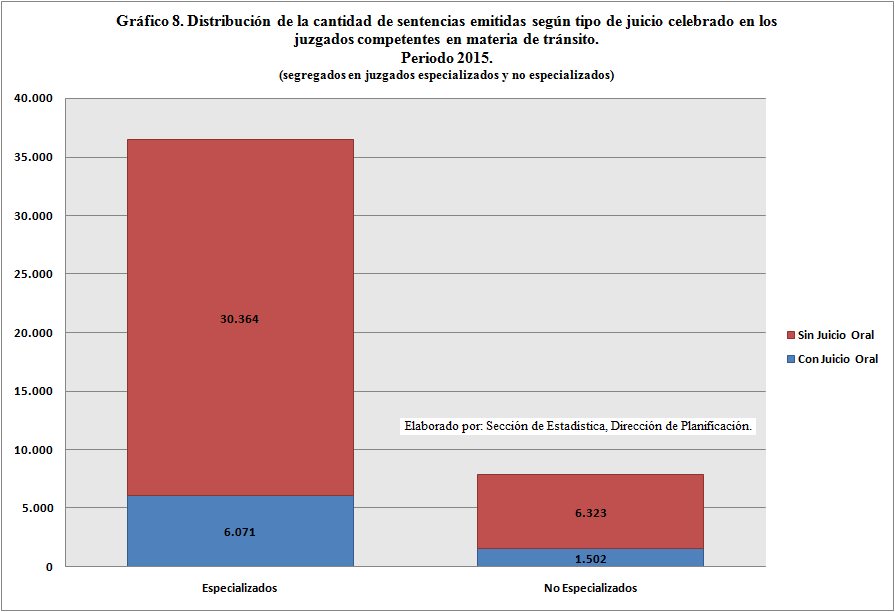 Gráfico 8. Distribución de la cantidad de sentencias emitidas según tipo de juicio celebrado en los
juzgados competentes en materia de tránsito.
Periodo 2015.
(segregados en juzgados especializados y no especializados)
40.000
35.000
30.000
25.000
20.000
15.000
10.000
5.000
0
30.364
6.071
6.323
1.502
Elaborado por: Sección de Estadística, Dirección de Planificación.
Especializados
No Especializados
Sin Juicio Oral
Con Juicio Oral